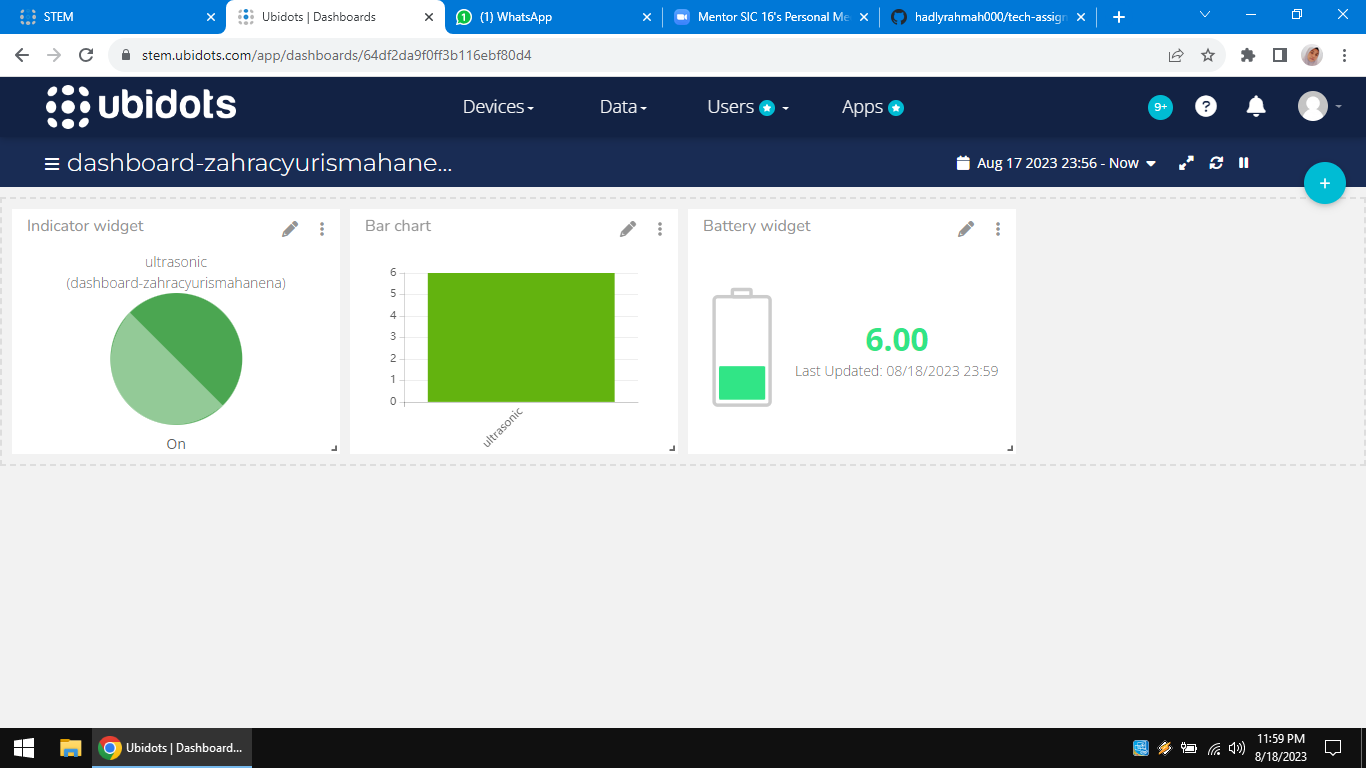 STEM
Ubidots | Dashboards
(1) WhatsApp
Mentor SIC 16's Personal Me
hadlyrahmah000/tech-assign
stem.ubidots.com/app/dashboards/64df2da9f0ff3b116ebf80d4
ubidots
Devices
Data
Users
Apps
9+
?
dashboard-zahracyurismahane...
Aug 17 2023 23:56 - Now
+
Indicator widget
ultrasonic
(dashboard-zahracyurismahanena)
On
Bar chart
6
5
4
3
2
1
0
ultrasonic
Battery widget
6.00
Last Updated: 08/18/2023 23:59
Ubidots | Dashboard...
11:59 PM
8/18/2023